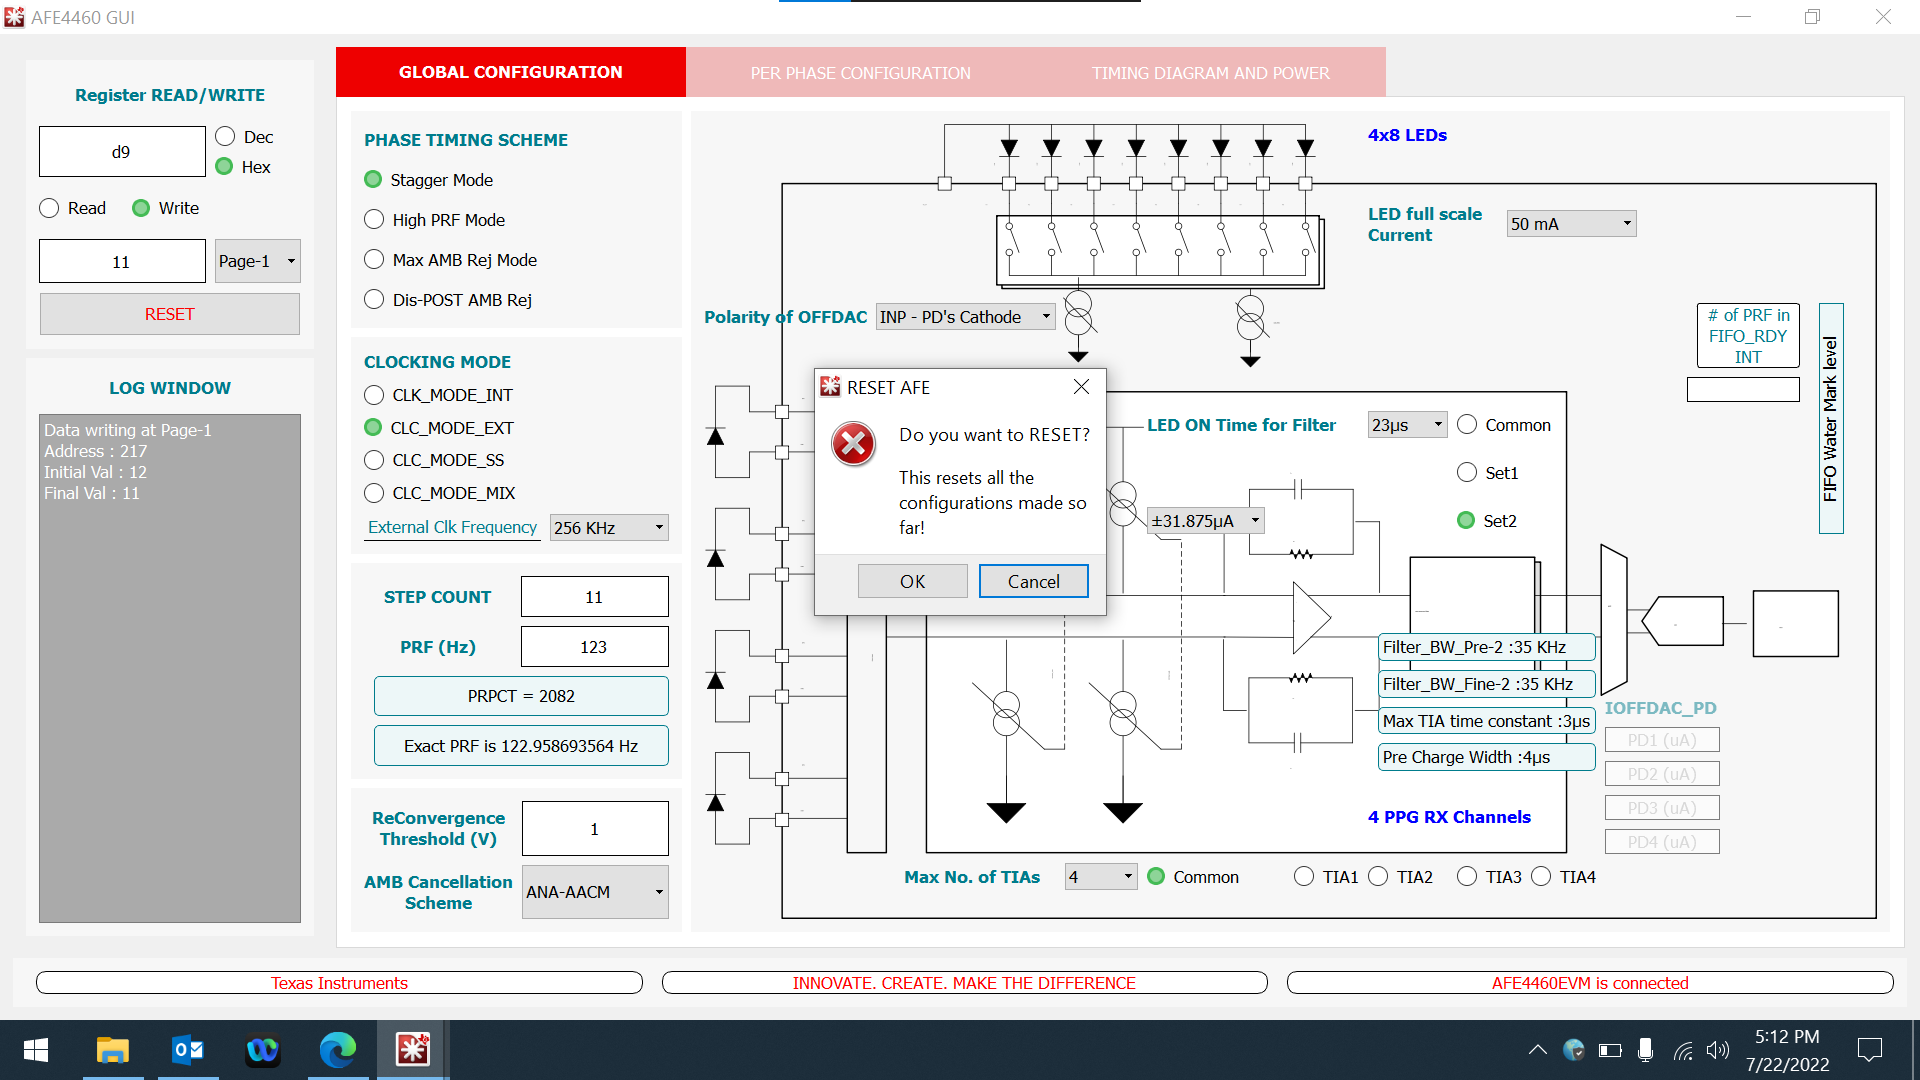 AFE4460 GUI
Register READ/WRITE
d9
Dec
Hex
Read
Write
11
Page-1
RESET
LOG WINDOW
Data writing at Page-1
Address : 217
Initial Val : 12
Final Val : 11
GLOBAL CONFIGURATION
PER PHASE CONFIGURATION
TIMING DIAGRAM AND POWER
PHASE TIMING SCHEME
Stagger Mode
High PRF Mode
Max AMB Rej Mode
Dis-POST AMB Rej
CLOCKING MODE
CLK_MODE_INT
CLC_MODE_EXT
CLC_MODE_SS
CLC_MODE_MIX
External Clk Frequency
256 KHz
STEP COUNT
11
PRF (Hz)
123
PRPCT = 2082
Exact PRF is 122.958693564 Hz
ReConvergence
Threshold (V)
1
AMB Cancellation
Scheme
ANA-AACM
4x8 LEDs
LED full scale
Current
50 mA
Polarity of OFFDAC
INP - PD's Cathode
# of PRF in
FIFO_RDY
INT
FIFO Water Mark level
RESET AFE
Do you want to RESET?
This resets all the
configurations made so
far!
OK
Cancel
LED ON Time for Filter
23µs
Common
Set1
Set2
±31.875µA
Filter_BW_Pre-2 :35 KHz
Filter_BW_Fine-2 :35 KHz
Max TIA time constant :3µs
Pre Charge Width :4µs
IOFFDAC_PD
PD1 (uA)
PD2 (uA)
PD3 (uA)
PD4 (uA)
4 PPG RX Channels
Max No. of TIAs
4
Common
TIA1
TIA2
TIA3
TIA4
Texas Instruments
INNOVATE. CREATE. MAKE THE DIFFERENCE
AFE4460EVM is connected
5:12 PM
7/22/2022